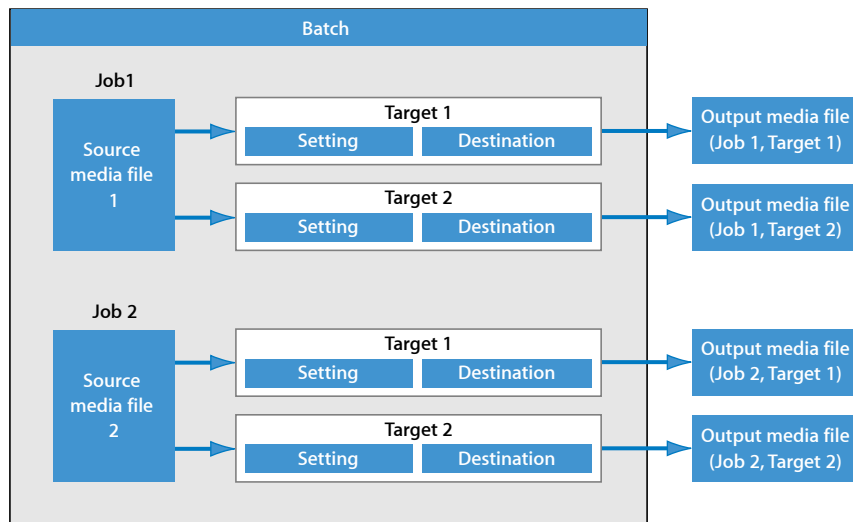 Batch
Job1
Source
media file
1
Target 1
Setting
Destination
Output media file
(Job 1, Target 1)
Target 2
Setting
Destination
Output media file
(Job 1, Target 2)
Job 2
Source
media file
2
Target 1
Setting
Destination
Output media file
(Job 2, Target 1)
Target 2
Setting
Destination
Output media file
(Job 2, Target 2)